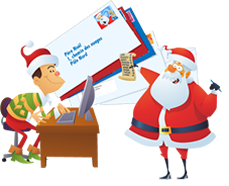 Père Noël
1, chemin des nuages
Pôle Nord